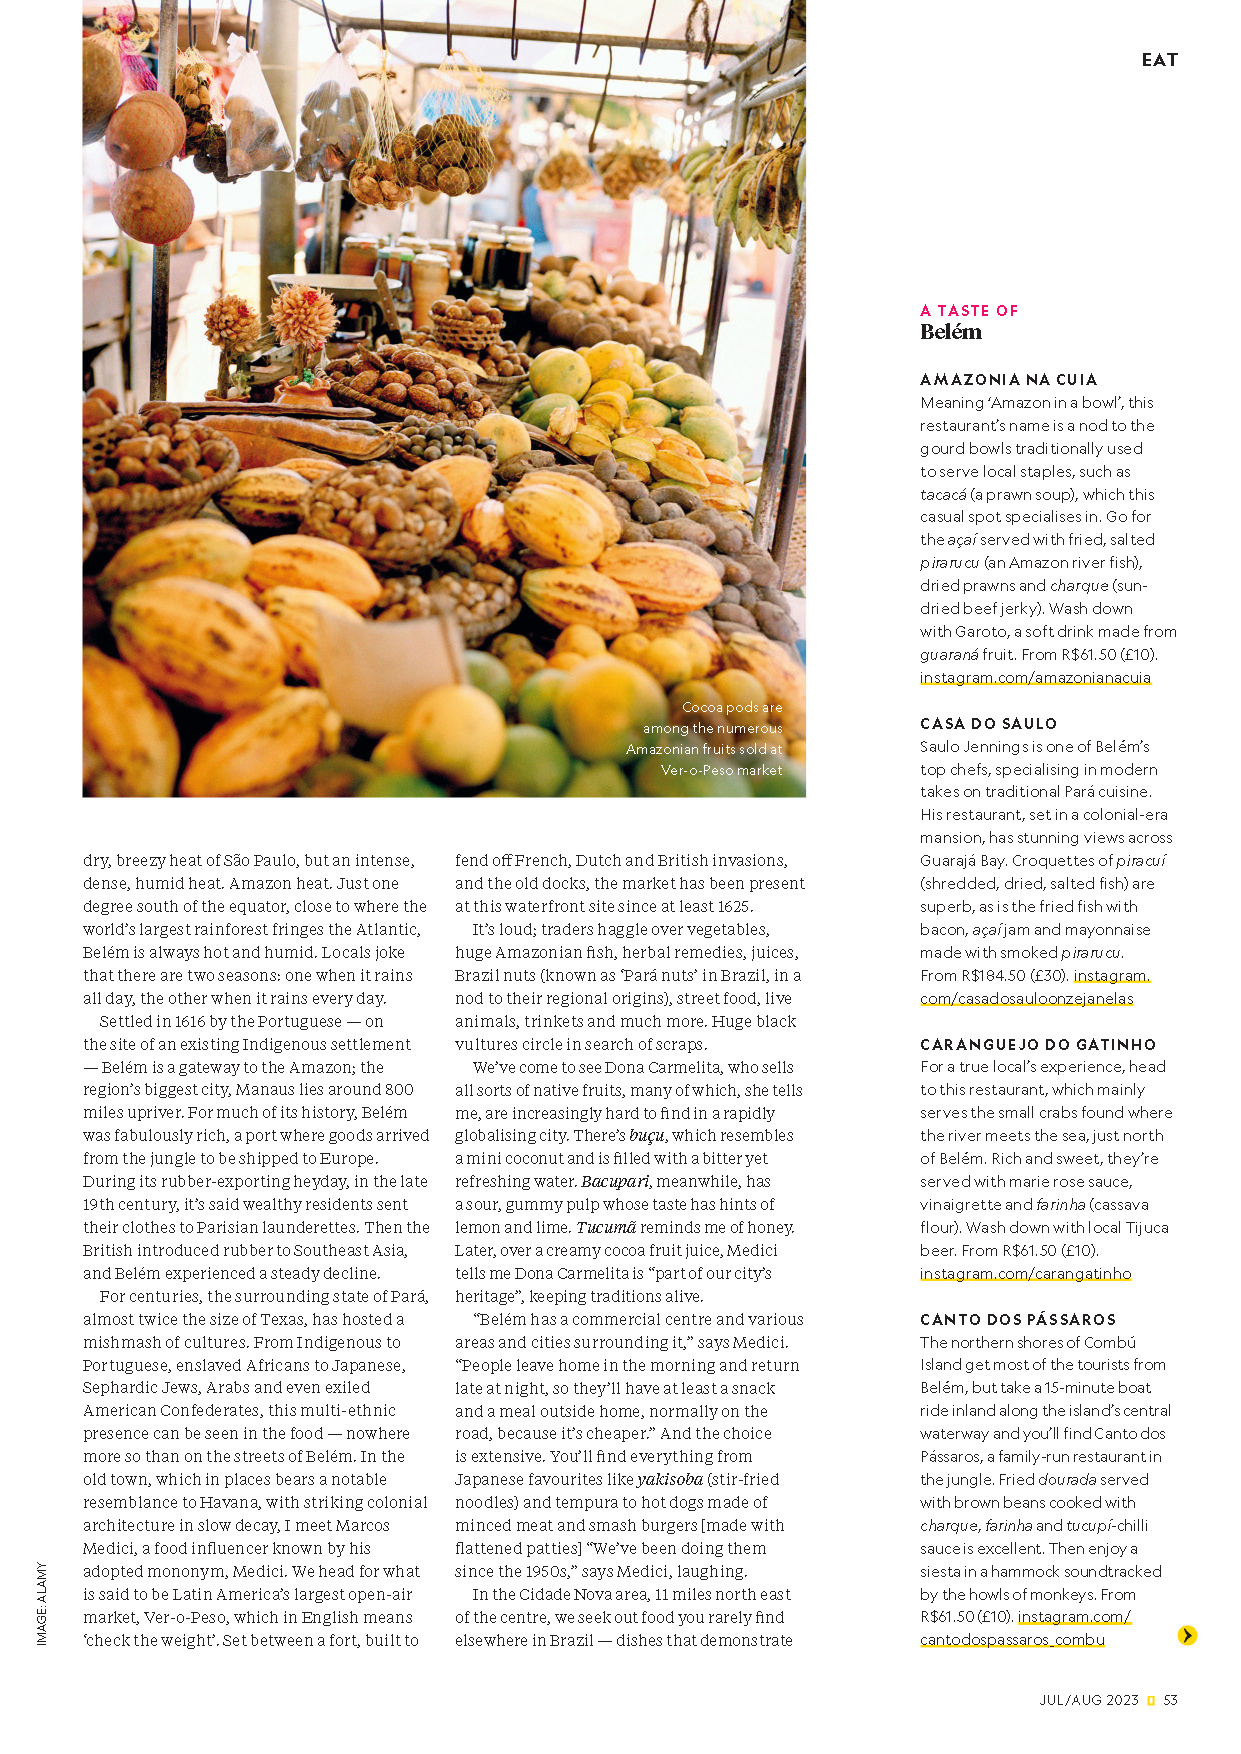 EAT
Cocoa pods are
among the numerous
Amazonian fruits sold at
Ver-o-Peso market
dry, breezy heat of São Paulo, but an intense,
dense, humid heat. Amazon heat. Just one
degree south of the equator, close to where the
world's largest rainforest fringes the Atlantic,
Belém is always hot and humid. Locals joke
that there are two seasons: one when it rains
all day, the other when it rains every day.
Settled in 1616 by the Portuguese — on
the site of an existing Indigenous settlement
— Belém is a gateway to the Amazon; the
region's biggest city, Manaus lies around 800
miles upriver. For much of its history, Belém
was fabulously rich, a port where goods arrived
from the jungle to be shipped to Europe.
During its rubber-exporting heyday, in the late
19th century, it's said wealthy residents sent
their clothes to Parisian launderettes. Then the
British introduced rubber to Southeast Asia,
and Belém experienced a steady decline.
For centuries, the surrounding state of Pará,
almost twice the size of Texas, has hosted a
mishmash of cultures. From Indigenous to
Portuguese, enslaved Africans to Japanese,
Sephardic Jews, Arabs and even exiled
American Confederates, this multi-ethnic
presence can be seen in the food — nowhere
more so than on the streets of Belém. In the
old town, which in places bears a notable
resemblance to Havana, with striking colonial
architecture in slow decay, I meet Marcos
Medici, a food influencer known by his
adopted mononym, Medici. We head for what
is said to be Latin America's largest open-air
market, Ver-o-Peso, which in English means
'check the weight'. Set between a fort, built to
fend off French, Dutch and British invasions,
and the old docks, the market has been present
at this waterfront site since at least 1625.
It's loud; traders haggle over vegetables,
huge Amazonian fish, herbal remedies, juices,
Brazil nuts (known as 'Pará nuts' in Brazil, in a
nod to their regional origins), street food, live
animals, trinkets and much more. Huge black
vultures circle in search of scraps.
We've come to see Dona Carmelita, who sells
all sorts of native fruits, many of which, she tells
me, are increasingly hard to find in a rapidly
globalising city. There's buçu, which resembles
a mini coconut and is filled with a bitter yet
refreshing water. Bacupari, meanwhile, has
a sour, gummy pulp whose taste has hints of
lemon and lime. Tucumã reminds me of honey.
Later, over a creamy cocoa fruit juice, Medici
tells me Dona Carmelita is "part of our city's
heritage", keeping traditions alive.
"Belém has a commercial centre and various
areas and cities surrounding it," says Medici.
"People leave home in the morning and return
late at night, so they'll have at least a snack
and a meal outside home, normally on the
road, because it's cheaper." And the choice
is extensive. You'll find everything from
Japanese favourites like yakisoba (stir-fried
noodles) and tempura to hot dogs made of
minced meat and smash burgers [made with
flattened patties] "We've been doing them
since the 1950s," says Medici, laughing.
In the Cidade Nova area, 11 miles north east
of the centre, we seek out food you rarely find
elsewhere in Brazil — dishes that demonstrate
A TASTE OF
Belém
AMAZONIA NA CUIA
Meaning 'Amazon in a bowl', this
restaurant's name is a nod to the
gourd bowls traditionally used
to serve local staples, such as
tacacá (a prawn soup), which this
casual spot specialises in. Go for
the açaí served with fried, salted
pirarucu (an Amazon river fish),
dried prawns and charque (sun-
dried beef jerky). Wash down
with Garoto, a soft drink made from
guaraná fruit. From R$61.50 (£10).
instagram.com/amazonianacuia
CASA DO SAULO
Saulo Jennings is one of Belém's
top chefs, specialising in modern
takes on traditional Pará cuisine.
His restaurant, set in a colonial-era
mansion, has stunning views across
Guarajá Bay. Croquettes of piracuí
(shredded, dried, salted fish) are
superb, as is the fried fish with
bacon, açaí jam and mayonnaise
made with smoked pirarucu.
From R$184.50 (£30). instagram.
com/casadosauloonzejanelas
CARANGUEJO DO GATINHO
For a true local's experience, head
to this restaurant, which mainly
serves the small crabs found where
the river meets the sea, just north
of Belém. Rich and sweet, they're
served with marie rose sauce,
vinaigrette and farinha (cassava
flour). Wash down with local Tijuca
beer. From R$61.50 (£10).
instagram.com/carangatinho
CANTO DOS PÁSSAROS
The northern shores of Combú
Island get most of the tourists from
Belém, but take a 15-minute boat
ride inland along the island's central
waterway and you'll find Canto dos
Pássaros, a family-run restaurant in
the jungle. Fried dourada served
with brown beans cooked with
charque, farinha and tucupí-chilli
sauce is excellent. Then enjoy a
siesta in a hammock soundtracked
by the howls of monkeys. From
R$61.50 (£10). instagram.com/
cantodospassaros_combu
IMAGE: ALAMY
JUL/AUG 2023 53